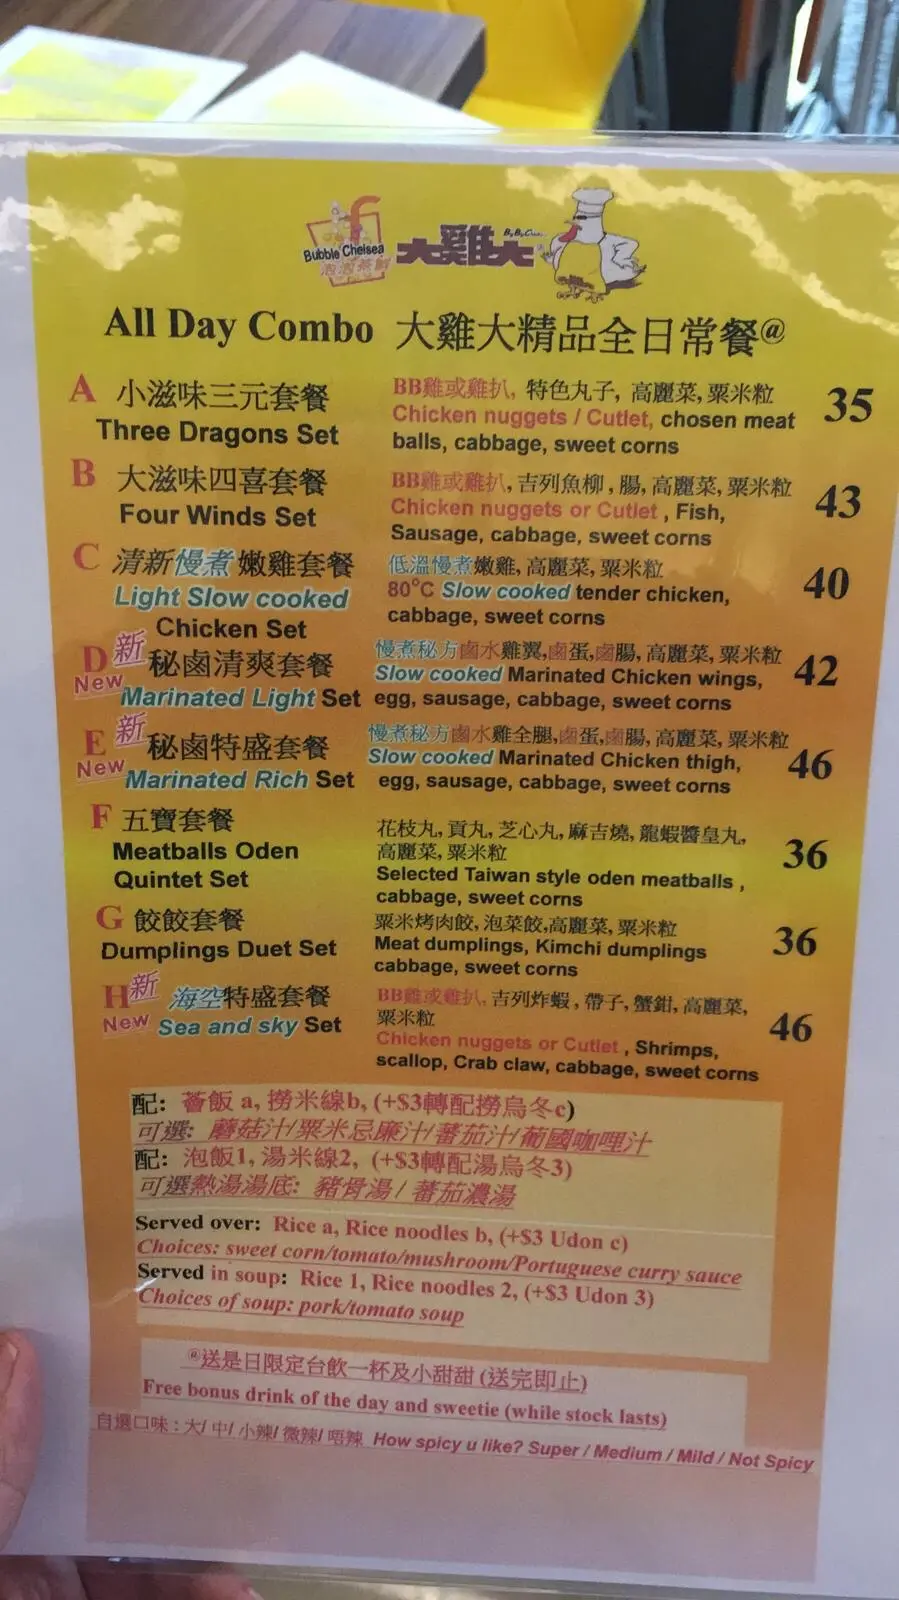 Bubble Chelsea
大雞大
All Day Combo 大雞大精品全日常餐@
A 小滋味三元套餐 BB雞或雞扒, 特色丸子, 高麗菜, 粟米粒 35
Three Dragons Set Chicken nuggets / Cutlet, chosen meat
balls, cabbage, sweet corns
B 大滋味四喜套餐 BB雞或雞扒, 吉列魚柳, 腸, 高麗菜, 粟米粒 43
Four Winds Set Chicken nuggets or Cutlet , Fish,
Sausage, cabbage, sweet corns
C 清新慢煮 嫩雞套餐 低溫慢煮嫩雞, 高麗菜, 粟米粒 40
Light Slow cooked 80°C Slow cooked tender chicken,
Chicken Set cabbage, sweet corns
D 新 秘鹵清爽套餐 慢煮秘方鹵水雞翼,鹵蛋,鹵腸, 高麗菜, 粟米粒 42
New Marinated Light Set Slow cooked Marinated Chicken wings,
egg, sausage, cabbage, sweet corns
E 新 秘鹵特盛套餐 慢煮秘方鹵水雞全腿,鹵蛋,鹵腸, 高麗菜, 粟米粒 46
New Marinated Rich Set Slow cooked Marinated Chicken thigh,
egg, sausage, cabbage, sweet corns
F 五寶套餐 花枝丸, 貢丸, 芝心丸, 麻吉燒, 龍蝦醬皇丸,
高麗菜, 粟米粒 36
Meatballs Oden Selected Taiwan style oden meatballs ,
Quintet Set cabbage, sweet corns
G 餃餃套餐 粟米烤肉餃, 泡菜餃,高麗菜, 粟米粒 36
Dumplings Duet Set Meat dumplings, Kimchi dumplings
cabbage, sweet corns
H 新 海空特盛套餐 BB雞或雞扒, 吉列炸蝦, 帶子, 蟹鉗, 高麗菜,
粟米粒 46
New Sea and sky Set Chicken nuggets or Cutlet , Shrimps,
scallop, Crab claw, cabbage, sweet corns
配: 薈飯 a, 撈米線b, (+$3轉配撈烏冬c)
可選: 蘑菇汁/粟米忌廉汁/蕃茄汁/葡國咖哩汁
配: 泡飯1, 湯米線2, (+$3轉配湯烏冬3)
可選熱湯湯底: 豬骨湯 / 蕃茄濃湯
Served over: Rice a, Rice noodles b, (+$3 Udon c)
Choices: sweet corn/tomato/mushroom/Portuguese curry sauce
Served in soup: Rice 1, Rice noodles 2, (+$3 Udon 3)
Choices of soup: pork/tomato soup
@送是日限定台飲一杯及小甜甜 (送完即止)
Free bonus drink of the day and sweetie (while stock lasts)
自選口味 : 大/ 中/ 小辣/ 微辣/ 唔辣 How spicy u like? Super / Medium / Mild / Not Spicy